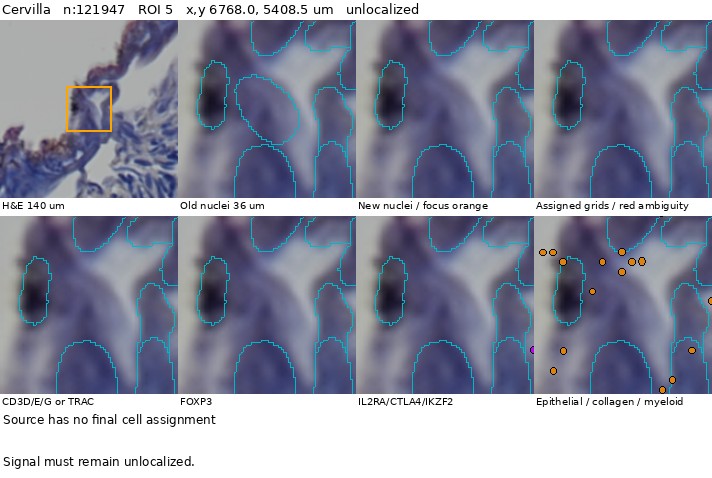 Cervilla n:121947 ROI 5 x,y 6768.0, 5408.5 um unlocalized
H&E 140 um
Old nuclei 36 um
New nuclei / focus orange
Assigned grids / red ambiguity
CD3D/E/G or TRAC
FOXP3
IL2RA/CTLA4/IKZF2
Epithelial / collagen / myeloid
Source has no final cell assignment
Signal must remain unlocalized.